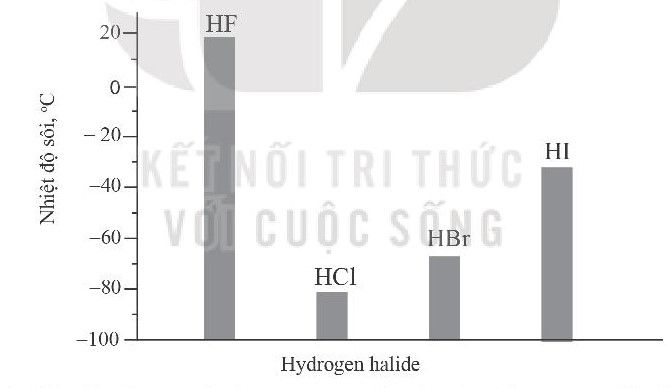 20
0
– 20
–40
–60
–80
–100
Nhiệt độ sôi, °C
HF
HCl
HBr
HI
KẾT NỐI TRI THỨC
VỚI CUỘC SỐNG
Hydrogen halide